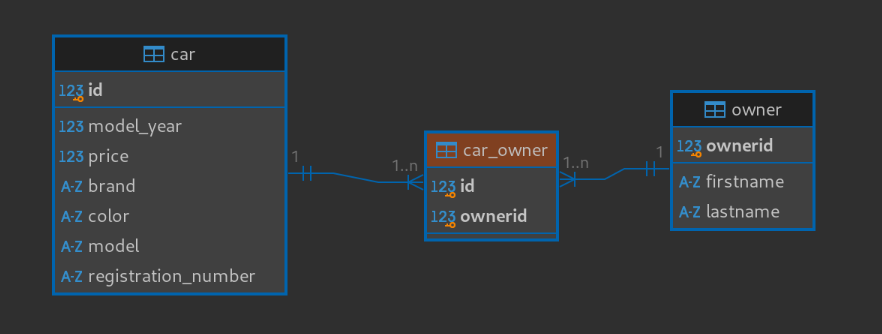 car
123 id
123 model_year
123 price
A-Z brand
A-Z color
A-Z model
A-Z registration_number
1
1..n
car_owner
123 id
123 ownerid
1..n
1
owner
123 ownerid
A-Z firstname
A-Z lastname